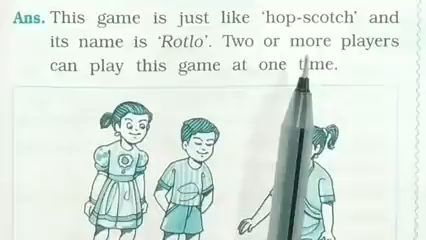 Ans. This game is just like ‘hop-scotch’ and
its name is ‘Rotlo’. Two or more players
can play this game at one time.